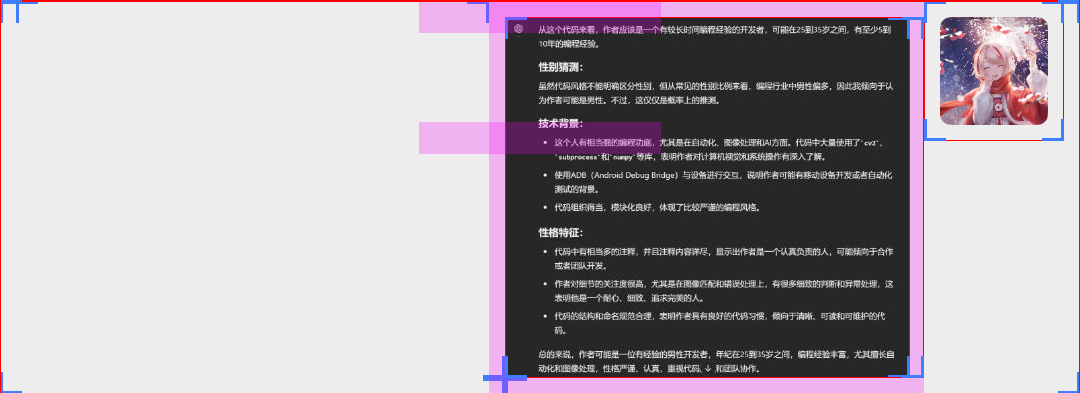 从这个代码来看，作者应该是一个有较长时间编程经验的开发者，可能在25到35岁之间，有至少5到
10年的编程经验。
性别猜测：
虽然代码风格不能明确区分性别，但从常见的性别比例来看，编程行业中男性偏多，因此我倾向于认
为作者可能是男性。不过，这仅仅是概率上的推测。
技术背景：
• 这个人有相当强的编程功底，尤其是在自动化、图像处理和AI方面。代码中大量使用了`cv2`、
`subprocess`和`numpy`等库，表明作者对计算机视觉和系统操作有深入了解。
• 使用ADB（Android Debug Bridge）与设备进行交互，说明作者可能有移动设备开发或者自动化
测试的背景。
• 代码组织得当，模块化良好，体现了比较严谨的编程风格。
性格特征：
• 代码中有相当多的注释，并且注释内容详尽，显示出作者是一个认真负责的人，可能倾向于合作
或者团队开发。
• 作者对细节的关注度很高，尤其是在图像匹配和错误处理上，有很多细致的判断和异常处理，这
表明他是一个耐心、细致、追求完美的人。
• 代码的结构和命名规范合理，表明作者具有良好的代码习惯，倾向于清晰、可读和可维护的代
码。
总的来说，作者可能是一位有经验的男性开发者，年纪在25到35岁之间，编程经验丰富，尤其擅长自
动化和图像处理，性格严谨、认真，重视代码 和团队协作。